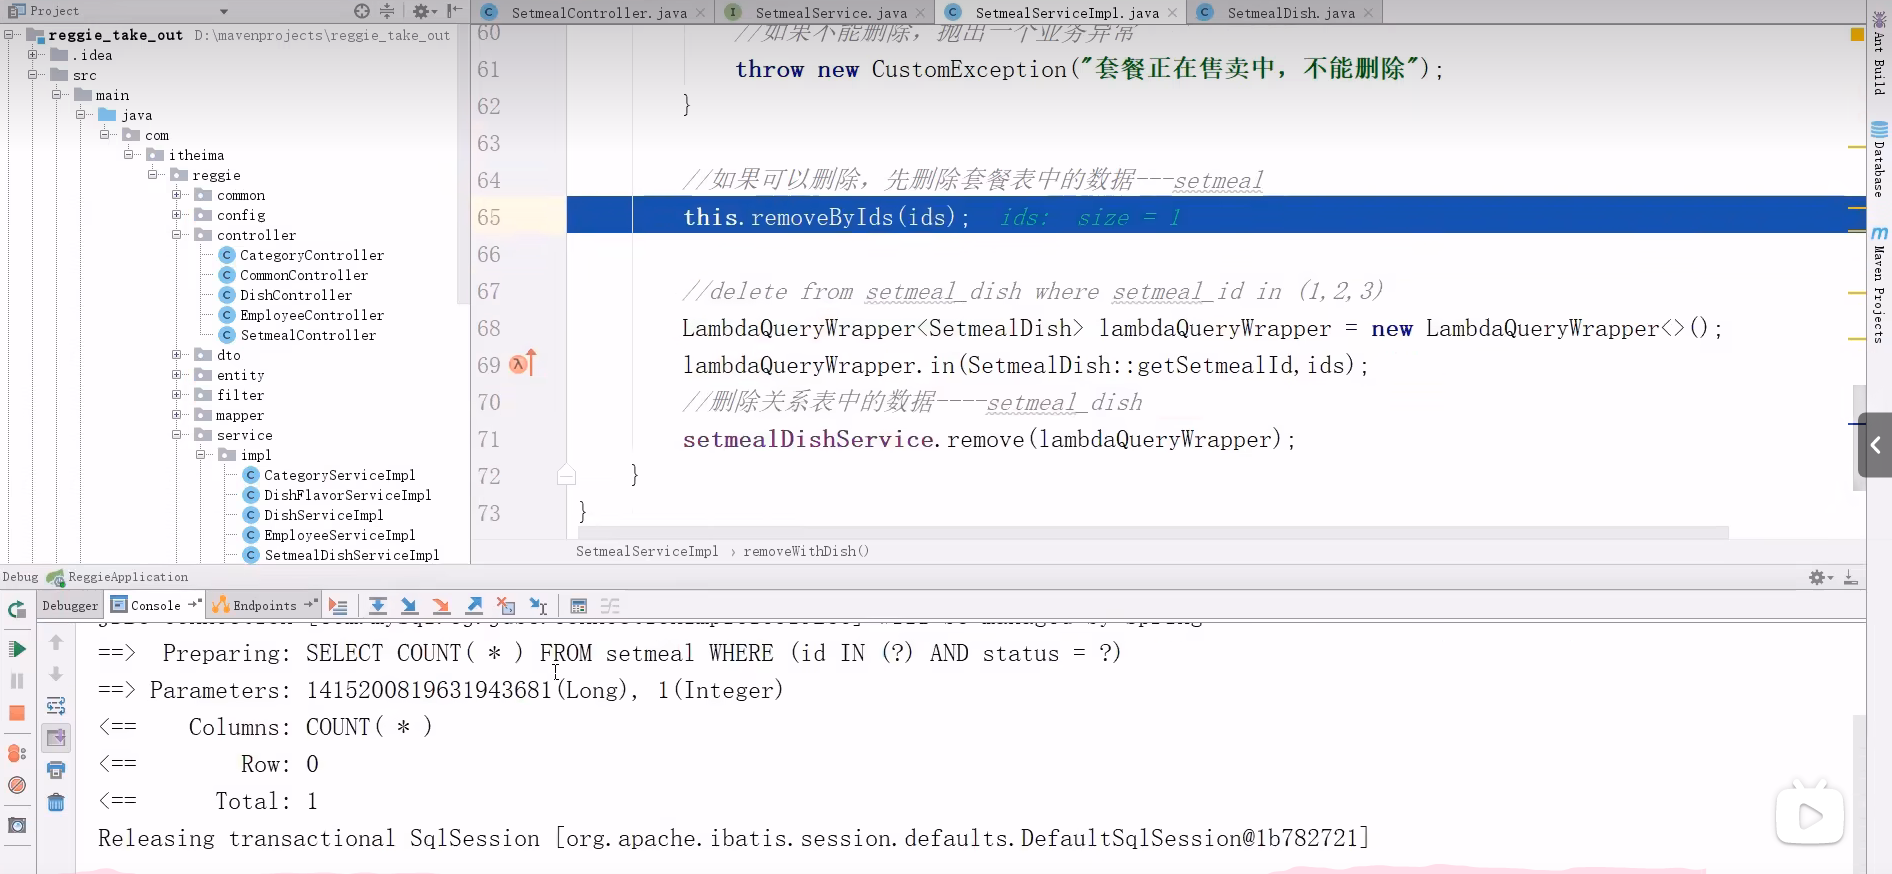 Project
SetmealController.java
SetmealService.java
SetmealServiceImpl.java
SetmealDish.java
reggie_take_out D:\mavenprojects\reggie_take_out
.idea
src
main
java
com
itheima
reggie
common
config
controller
CategoryController
CommonController
DishController
EmployeeController
SetmealController
dto
entity
filter
mapper
service
impl
CategoryServiceImpl
DishFlavorServiceImpl
DishServiceImpl
EmployeeServiceImpl
SetmealDishServiceImpl
60 //如果不能删除，抛出一个业务异常
61 throw new CustomException("套餐正在售卖中，不能删除");
62 }
63
64 //如果可以删除，先删除套餐表中的数据---setmeal
65 this.removeByIds(ids); ids: size = 1
66
67 //delete from setmeal_dish where setmeal_id in (1,2,3)
68 LambdaQueryWrapper<SetmealDish> lambdaQueryWrapper = new LambdaQueryWrapper<>();
69 lambdaQueryWrapper.in(SetmealDish::getSetmealId,ids);
70 //删除关系表中的数据----setmeal_dish
71 setmealDishService.remove(lambdaQueryWrapper);
72 }
73 }
SetmealServiceImpl › removeWithDish()
Ant Build
Database
Maven Projects
Debug ReggieApplication
Debugger Console Endpoints
==> Preparing: SELECT COUNT( * ) FROM setmeal WHERE (id IN (?) AND status = ?)
==> Parameters: 1415200819631943681(Long), 1(Integer)
<== Columns: COUNT( * )
<== Row: 0
<== Total: 1
Releasing transactional SqlSession [org.apache.ibatis.session.defaults.DefaultSqlSession@1b782721]